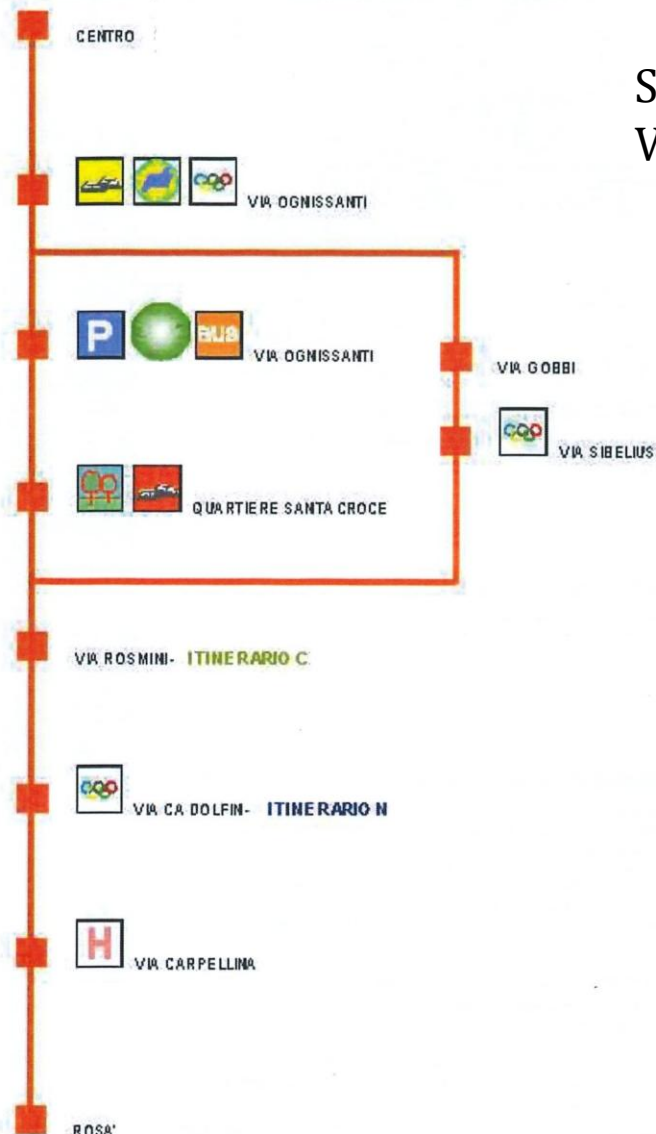 CENTRO
S
V
VIA OGNISSANTI
P
BUS
VIA OGNISSANTI
VIA GOBBI
VIA SIBELIUS
QUARTIERE SANTA CROCE
VIA ROSMINI- ITINERARIO C
VIA CA DOLFIN- ITINERARIO N
H
VIA CARPELLINA
ROSA'